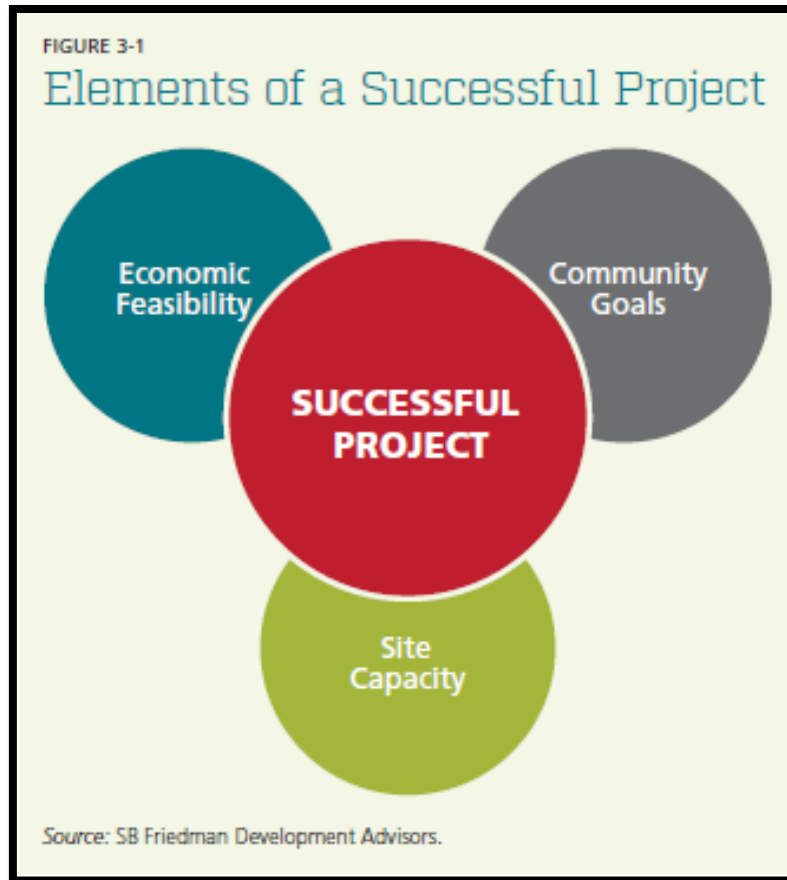 FIGURE 3-1
Elements of a Successful Project
Economic
Feasibility
Community
Goals
SUCCESSFUL
PROJECT
Site
Capacity
Source: SB Friedman Development Advisors.